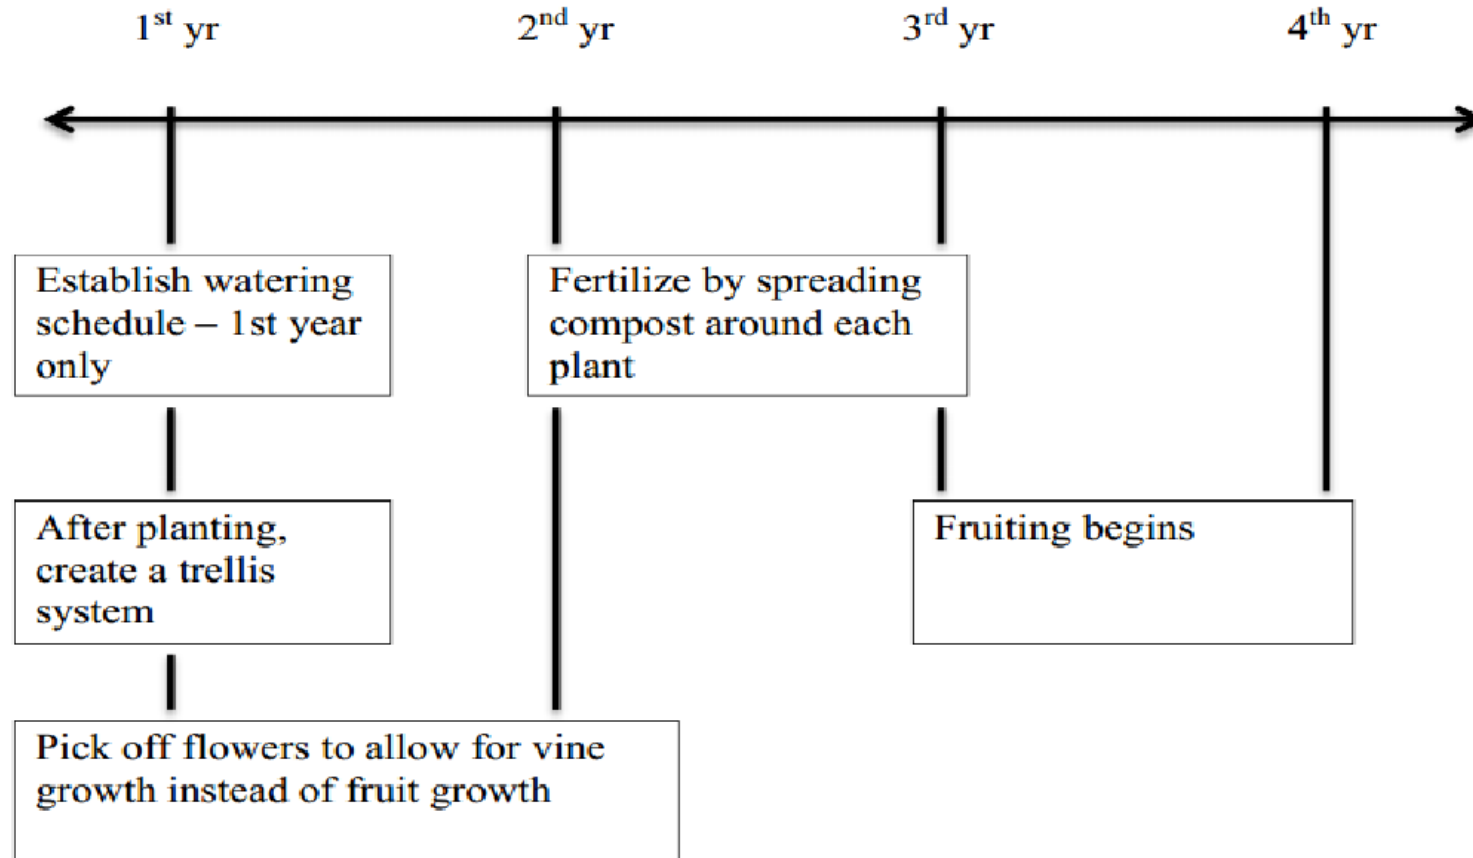 1st yr
2nd yr
3rd yr
4th yr
Establish watering
schedule – 1st year
only
Fertilize by spreading
compost around each
plant
After planting,
create a trellis
system
Fruiting begins
Pick off flowers to allow for vine
growth instead of fruit growth